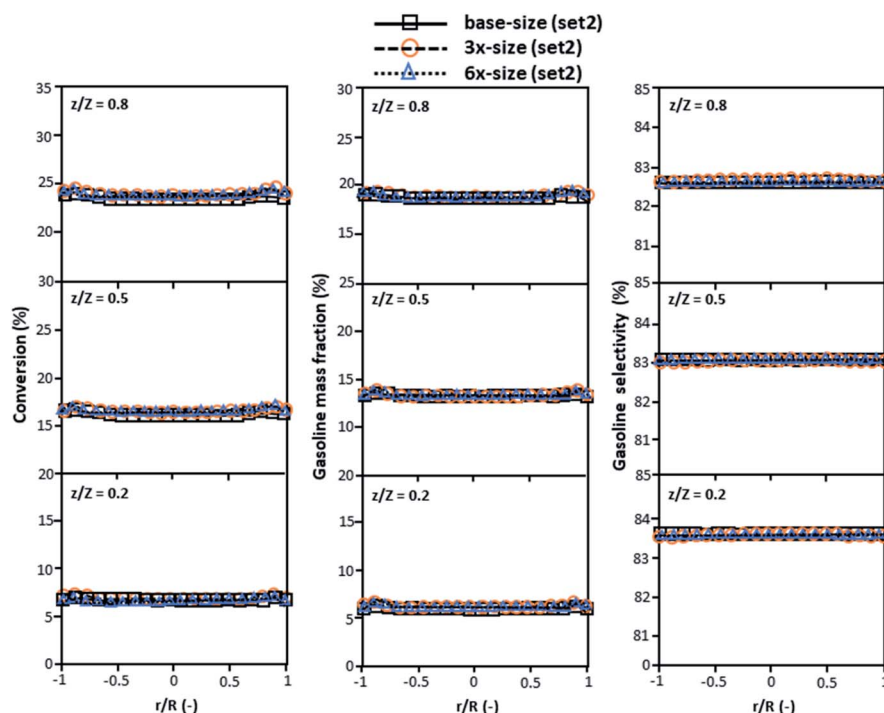 base-size (set2)
3x-size (set2)
6x-size (set2)
Conversion (%)
35
z/Z = 0.8
30
25
20
30
z/Z = 0.5
25
20
15
20
z/Z = 0.2
15
10
5
0
-1 -0.5 0 0.5 1
r/R (-)
Gasoline mass fraction (%)
30
z/Z = 0.8
25
20
15
25
z/Z = 0.5
20
15
10
20
z/Z = 0.2
15
10
5
0
-1 -0.5 0 0.5 1
r/R (-)
Gasoline selectivity (%)
85
z/Z = 0.8
84
83
82
81
85
z/Z = 0.5
84
83
82
81
85
z/Z = 0.2
84
83
82
81
0
-1 -0.5 0 0.5 1
r/R (-)